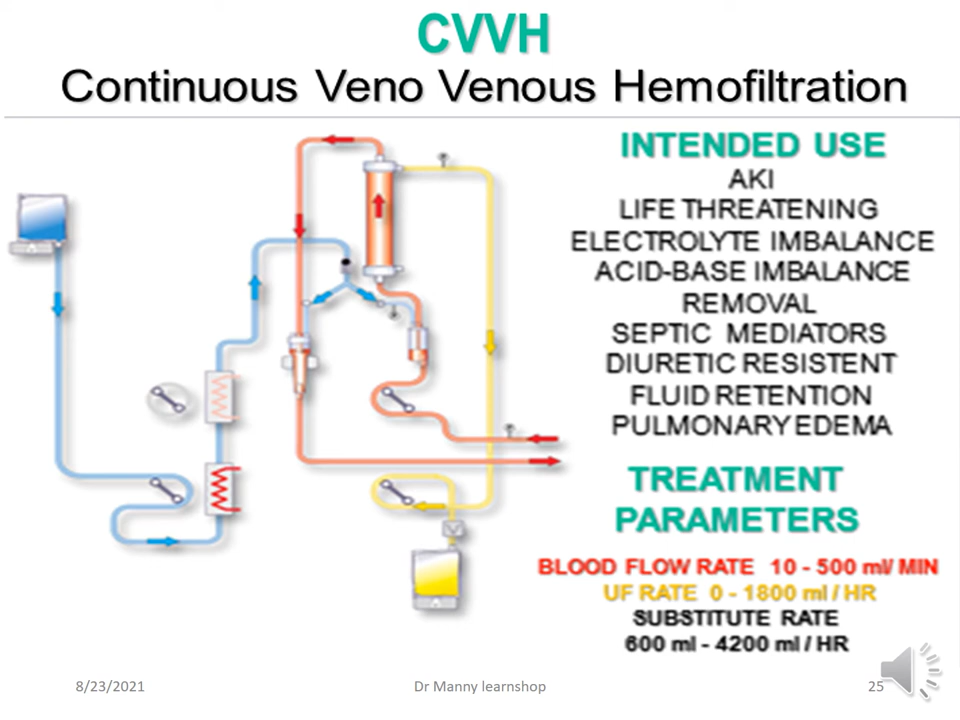 CVVH
Continuous Veno Venous Hemofiltration
INTENDED USE
AKI
LIFE THREATENING
ELECTROLYTE IMBALANCE
ACID-BASE IMBALANCE
REMOVAL
SEPTIC MEDIATORS
DIURETIC RESISTENT
FLUID RETENTION
PULMONARY EDEMA
TREATMENT
PARAMETERS
BLOOD FLOW RATE 10 - 500 ml/ MIN
UF RATE 0 - 1800 ml / HR
SUBSTITUTE RATE
600 ml - 4200 ml / HR
8/23/2021
Dr Manny learnshop
25